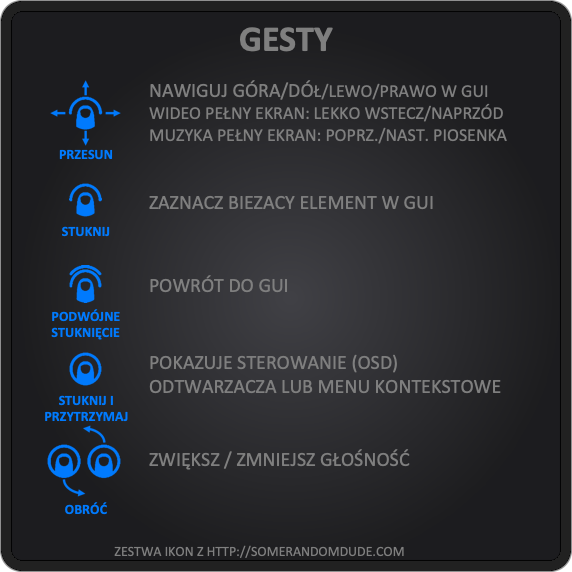 GESTY
NAWIGUJ GÓRA/DÓŁ/LEWO/PRAWO W GUI
WIDEO PEŁNY EKRAN: LEKKO WSTECZ/NAPRZÓD
MUZYKA PEŁNY EKRAN: POPRZ./NAST. PIOSENKA
PRZESUN
ZAZNACZ BIEZACY ELEMENT W GUI
STUKNIJ
POWRÓT DO GUI
PODWÓJNE
STUKNIĘCIE
POKAZUJE STEROWANIE (OSD)
ODTWARZACZA LUB MENU KONTEKSTOWE
STUKNIJ I
PRZYTRZYMAJ
ZWIĘKSZ / ZMNIEJSZ GŁOŚNOŚĆ
OBRÓĆ
ZESTWA IKON Z HTTP://SOMERANDOMDUDE.COM